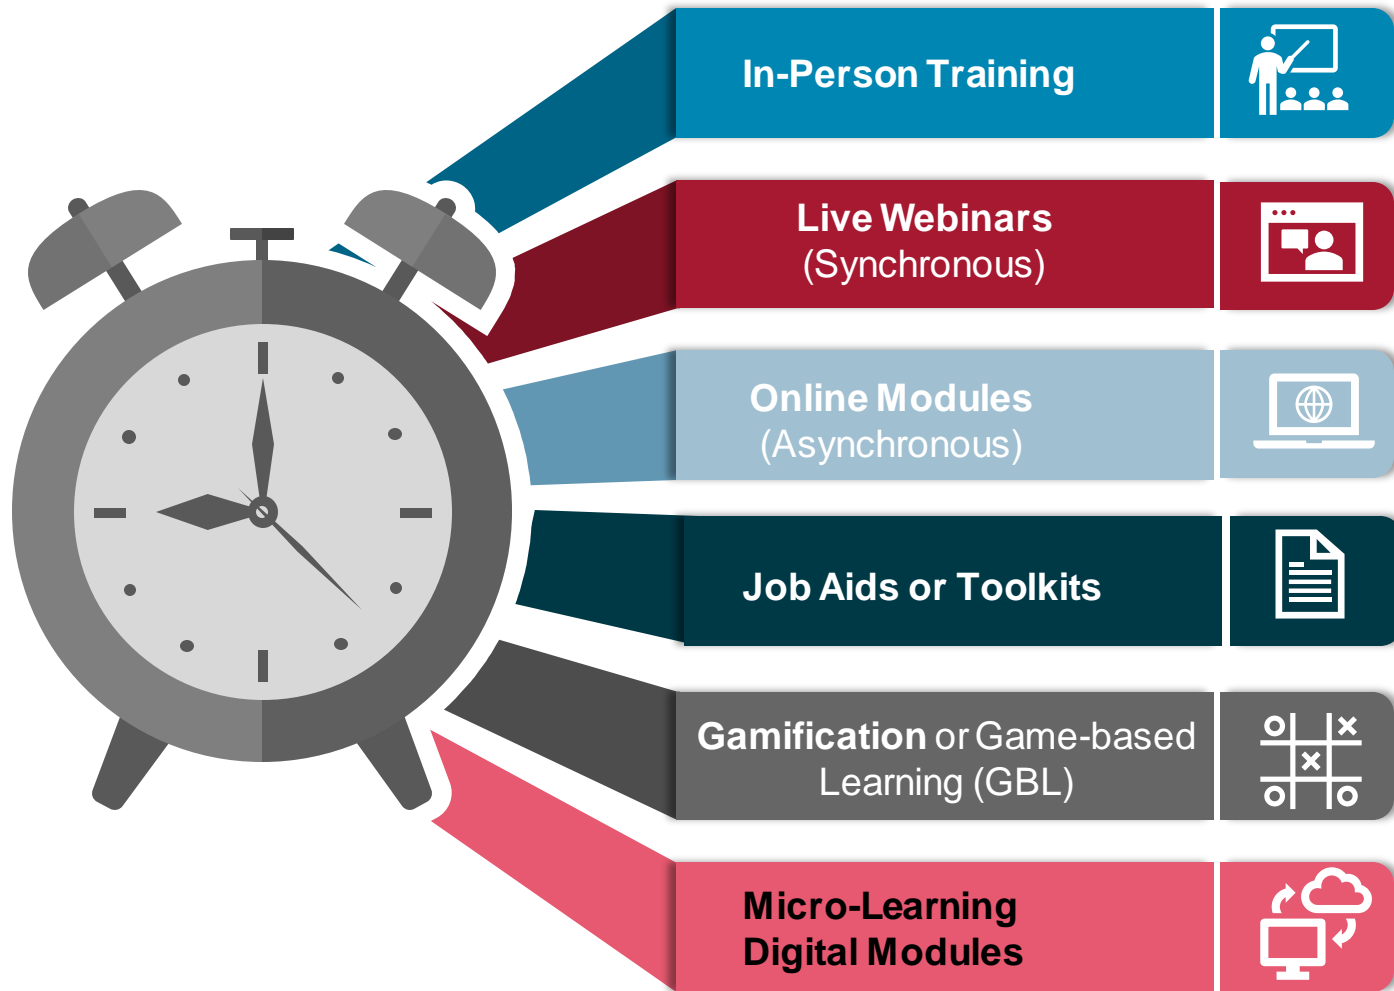 In-Person Training
Live Webinars
(Synchronous)
Online Modules
(Asynchronous)
Job Aids or Toolkits
Gamification or Game-based
Learning (GBL)
Micro-Learning
Digital Modules